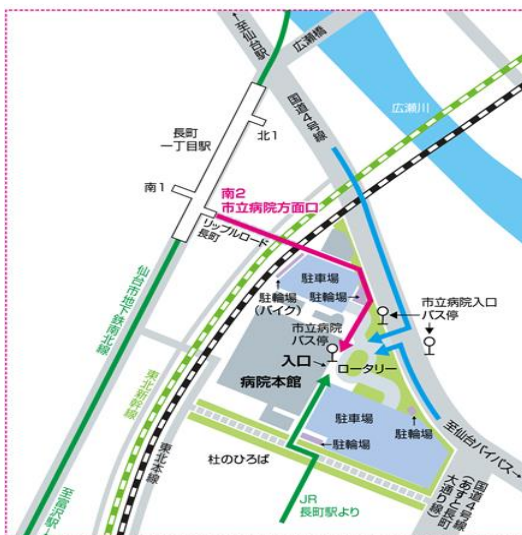 ↖至仙台駅
広瀬橋
国道4号線
広瀬川
長町
一丁目駅
北1
南1
南2
市立病院方面口
リップルロード
長町
駐車場
駐輪場
(バイク)
駐輪場
市立病院
バス停
市立病院入口
バス停
入口
ロータリー
病院本館
仙台市地下鉄南北線
東北新幹線
東北本線
駐車場
駐輪場
駐輪場
至仙台バイパス→
杜のひろば
国道4号線
(あすと長町
大通り線)
JR
長町駅より
至富沢駅